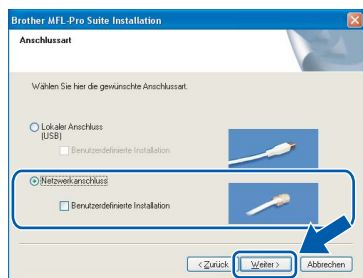 Brother MFL-Pro Suite Installation
Anschlussart
Wählen Sie hier die gewünschte Anschlussart.
Lokaler Anschluss
(USB)
Benutzerdefinierte Installation
Netzwerkanschluss
Benutzerdefinierte Installation
< Zurück Weiter > Abbrechen